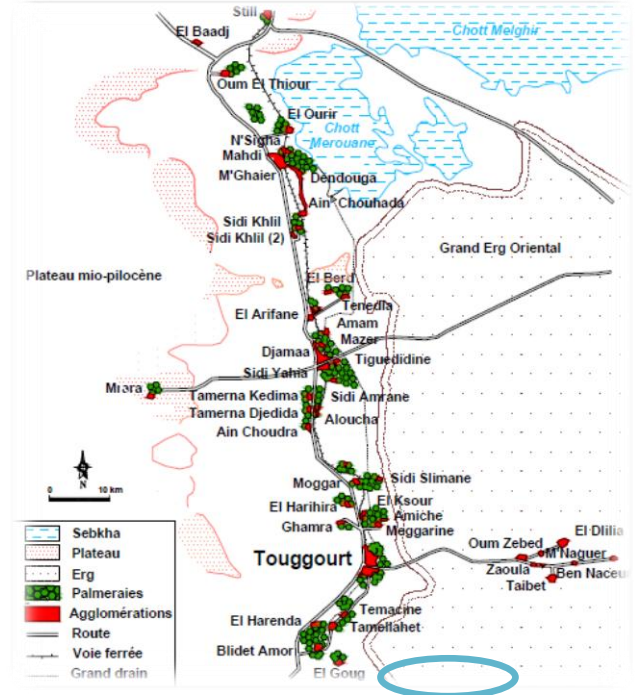 Still
El Baadj
Chott Melghir
Oum El Thiour
El Ourir
Chott
Merouane
N'Sigha
Mahdi
M'Ghaier
Dendouga
Ain Chouhada
Sidi Khlil
Sidi Khlil (2)
Grand Erg Oriental
Plateau mio-pilocène
El Berd
Tenedla
El Arifane
Amam
Mazer
Djamaa
Tiguedidine
Sidi Yahia
Mrara
Tamerna Kedima
Sidi Amrane
Tamerna Djedida
Aloucha
Ain Choudra
N
0 10 km
Moggar
Sidi Slimane
El Harihira
El Ksour
Amiche
Ghamra
Meggarine
El Dlilia
Oum Zebed
M'Naguer
Touggourt
Zaoula
Ben Naceur
Taibet
Sebkha
Plateau
Erg
Palmeraies
Agglomérations
Route
Voie ferrée
Grand drain
El Harenda
Temacine
Tamellahet
Blidet Amor
El Goug